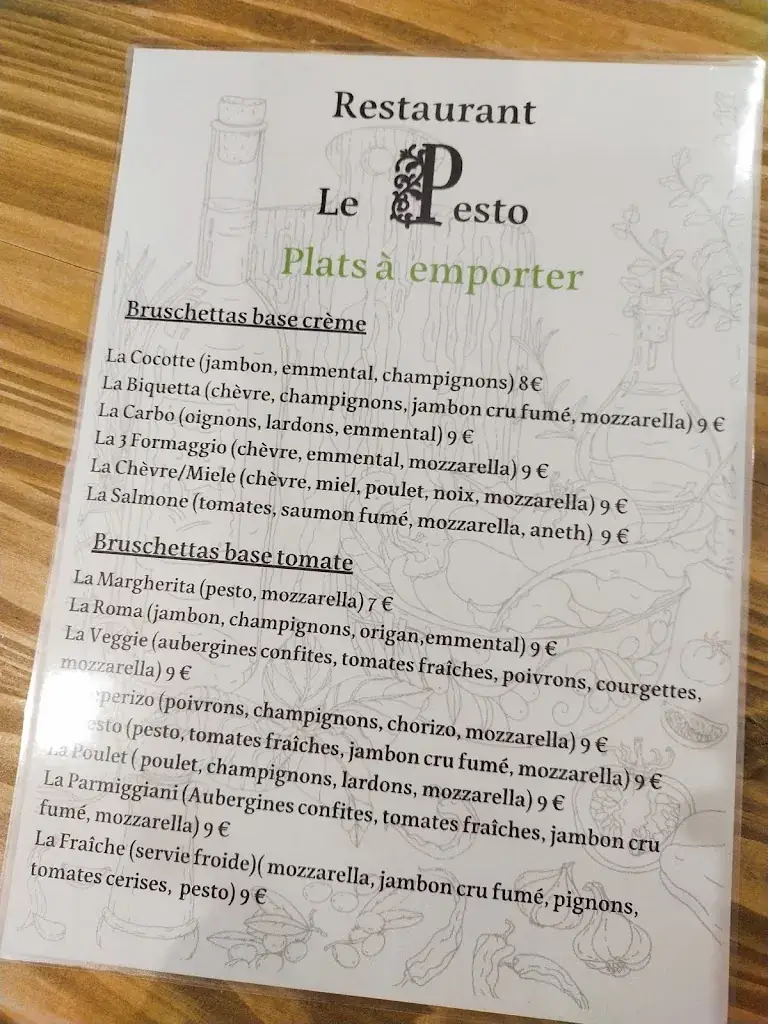 Restaurant
Le Pesto
Plats à emporter
Bruschettas base crème
La Cocotte (jambon, emmental, champignons) 8€
La Biquetta (chèvre, champignons, jambon cru fumé, mozzarella) 9 €
La Carbo (oignons, lardons, emmental) 9 €
La 3 Formaggio (chèvre, emmental, mozzarella) 9 €
La Chèvre/Miele (chèvre, miel, poulet, noix, mozzarella) 9 €
La Salmone (tomates, saumon fumé, mozzarella, aneth) 9 €
Bruschettas base tomate
La Margherita (pesto, mozzarella) 7 €
La Roma (jambon, champignons, origan,emmental) 9 €
La Veggie (aubergines confites, tomates fraîches, poivrons, courgettes,
mozzarella) 9 €
(poivrons, champignons, chorizo, mozzarella) 9 €
(pesto, tomates fraîches, jambon cru fumé, mozzarella) 9 €
La Poulet ( poulet, champignons, lardons, mozzarella) 9 €
La Parmiggiani (Aubergines confites, tomates fraîches, jambon cru
fumé, mozzarella) 9 €
La Fraîche (servie froide)( mozzarella, jambon cru fumé, pignons,
tomates cerises, pesto) 9 €